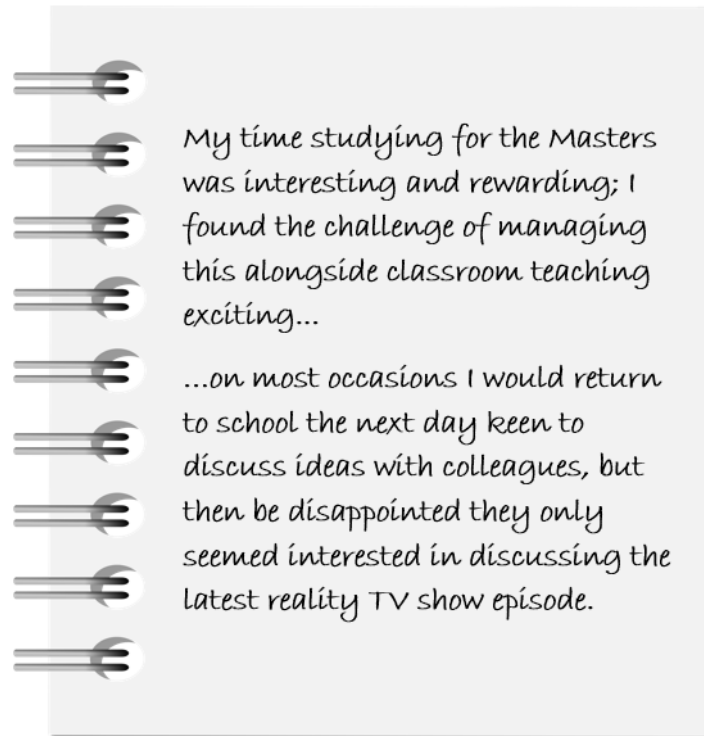 My time studying for the Masters
was interesting and rewarding; I
found the challenge of managing
this alongside classroom teaching
exciting...
...on most occasions I would return
to school the next day keen to
discuss ideas with colleagues, but
then be disappointed they only
seemed interested in discussing the
latest reality TV show episode.